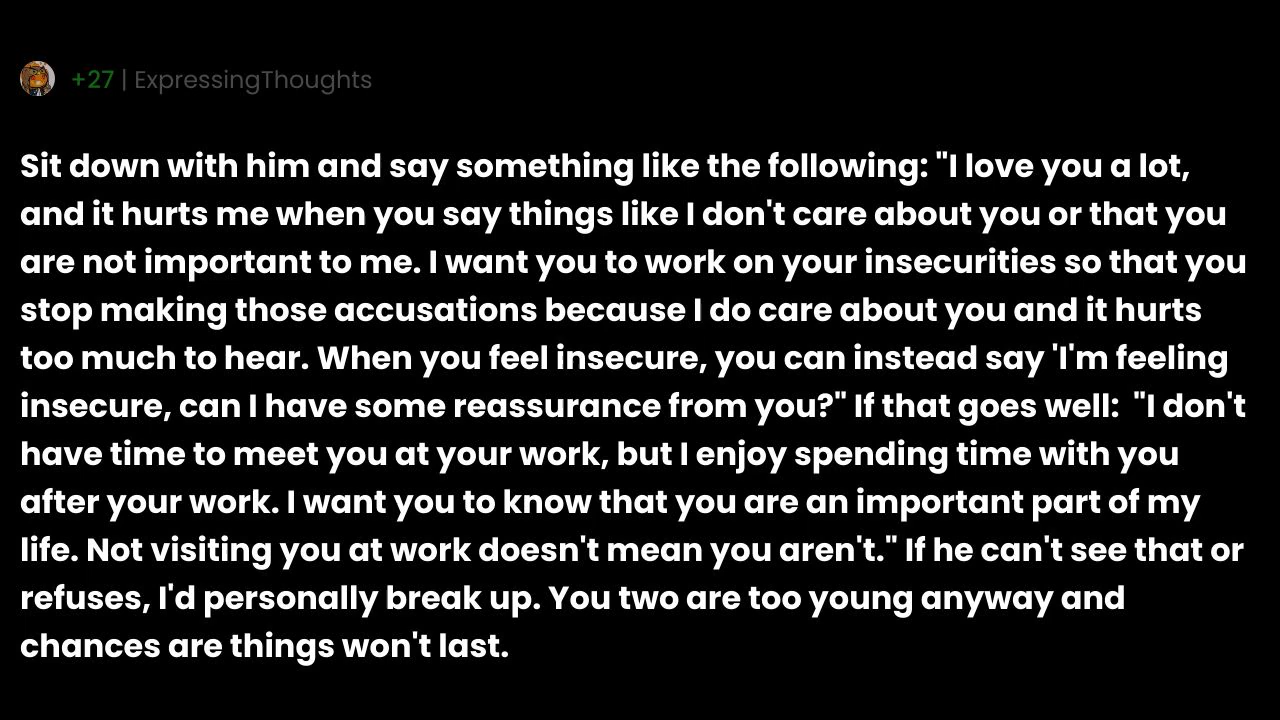 +27 | ExpressingThoughts
Sit down with him and say something like the following: "I love you a lot,
and it hurts me when you say things like I don't care about you or that you
are not important to me. I want you to work on your insecurities so that you
stop making those accusations because I do care about you and it hurts
too much to hear. When you feel insecure, you can instead say 'I'm feeling
insecure, can I have some reassurance from you?" If that goes well:  "I don't
have time to meet you at your work, but I enjoy spending time with you
after your work. I want you to know that you are an important part of my
life. Not visiting you at work doesn't mean you aren't." If he can't see that or
refuses, I'd personally break up. You two are too young anyway and
chances are things won't last.